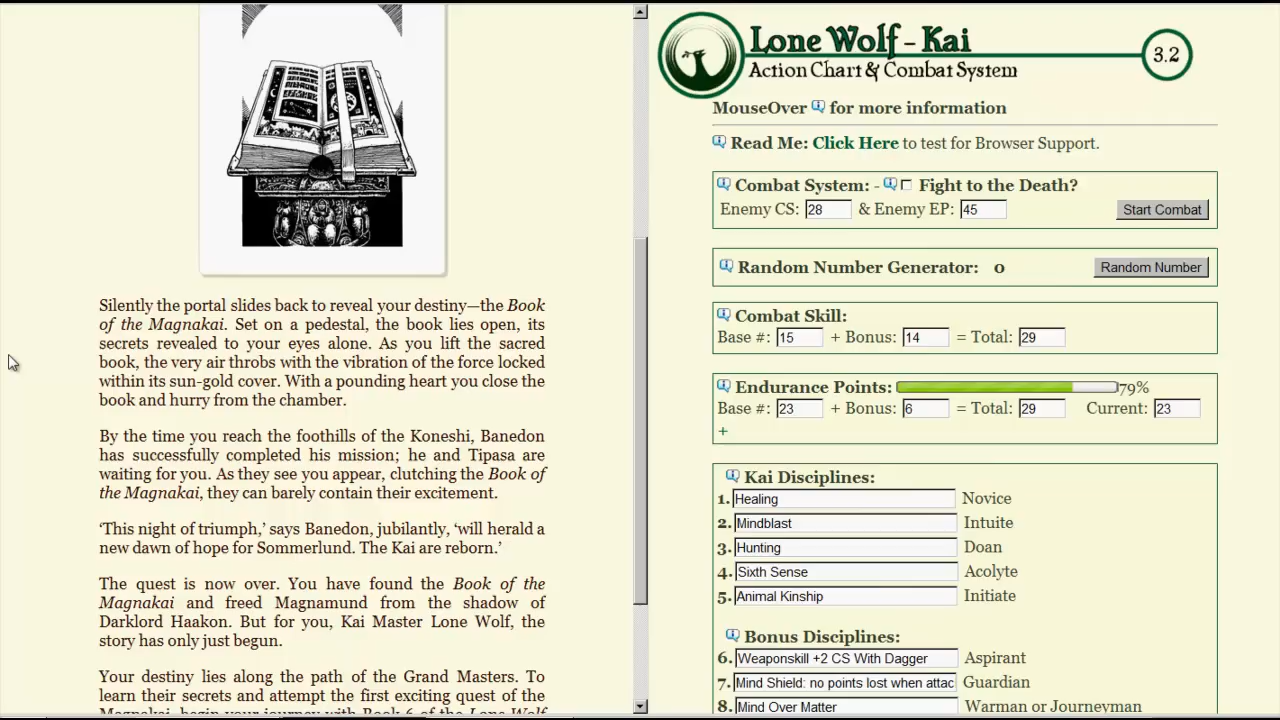 Silently the portal slides back to reveal your destiny—the Book
of the Magnakai. Set on a pedestal, the book lies open, its
secrets revealed to your eyes alone. As you lift the sacred
book, the very air throbs with the vibration of the force locked
within its sun-gold cover. With a pounding heart you close the
book and hurry from the chamber.
By the time you reach the foothills of the Koneshi, Banedon
has successfully completed his mission; he and Tipasa are
waiting for you. As they see you appear, clutching the Book of
the Magnakai, they can barely contain their excitement.
‘This night of triumph,’ says Banedon, jubilantly, ‘will herald a
new dawn of hope for Sommerlund. The Kai are reborn.’
The quest is now over. You have found the Book of the
Magnakai and freed Magnamund from the shadow of
Darklord Haakon. But for you, Kai Master Lone Wolf, the
story has only just begun.
Your destiny lies along the path of the Grand Masters. To
learn their secrets and attempt the first exciting quest of the
Magnakai, begin your journey with Book 6 of the Lone Wolf
Lone Wolf - Kai
Action Chart & Combat System
3.2
MouseOver for more information
Read Me: Click Here to test for Browser Support.
Combat System: - Fight to the Death?
Enemy CS: 28 & Enemy EP: 45 Start Combat
Random Number Generator: 0 Random Number
Combat Skill:
Base #: 15 + Bonus: 14 = Total: 29
Endurance Points: 79%
Base #: 23 + Bonus: 6 = Total: 29 Current: 23
+
Kai Disciplines:
1. Healing Novice
2. Mindblast Intuite
3. Hunting Doan
4. Sixth Sense Acolyte
5. Animal Kinship Initiate
Bonus Disciplines:
6. Weaponskill +2 CS With Dagger Aspirant
7. Mind Shield: no points lost when attac Guardian
8. Mind Over Matter Warman or Journeyman